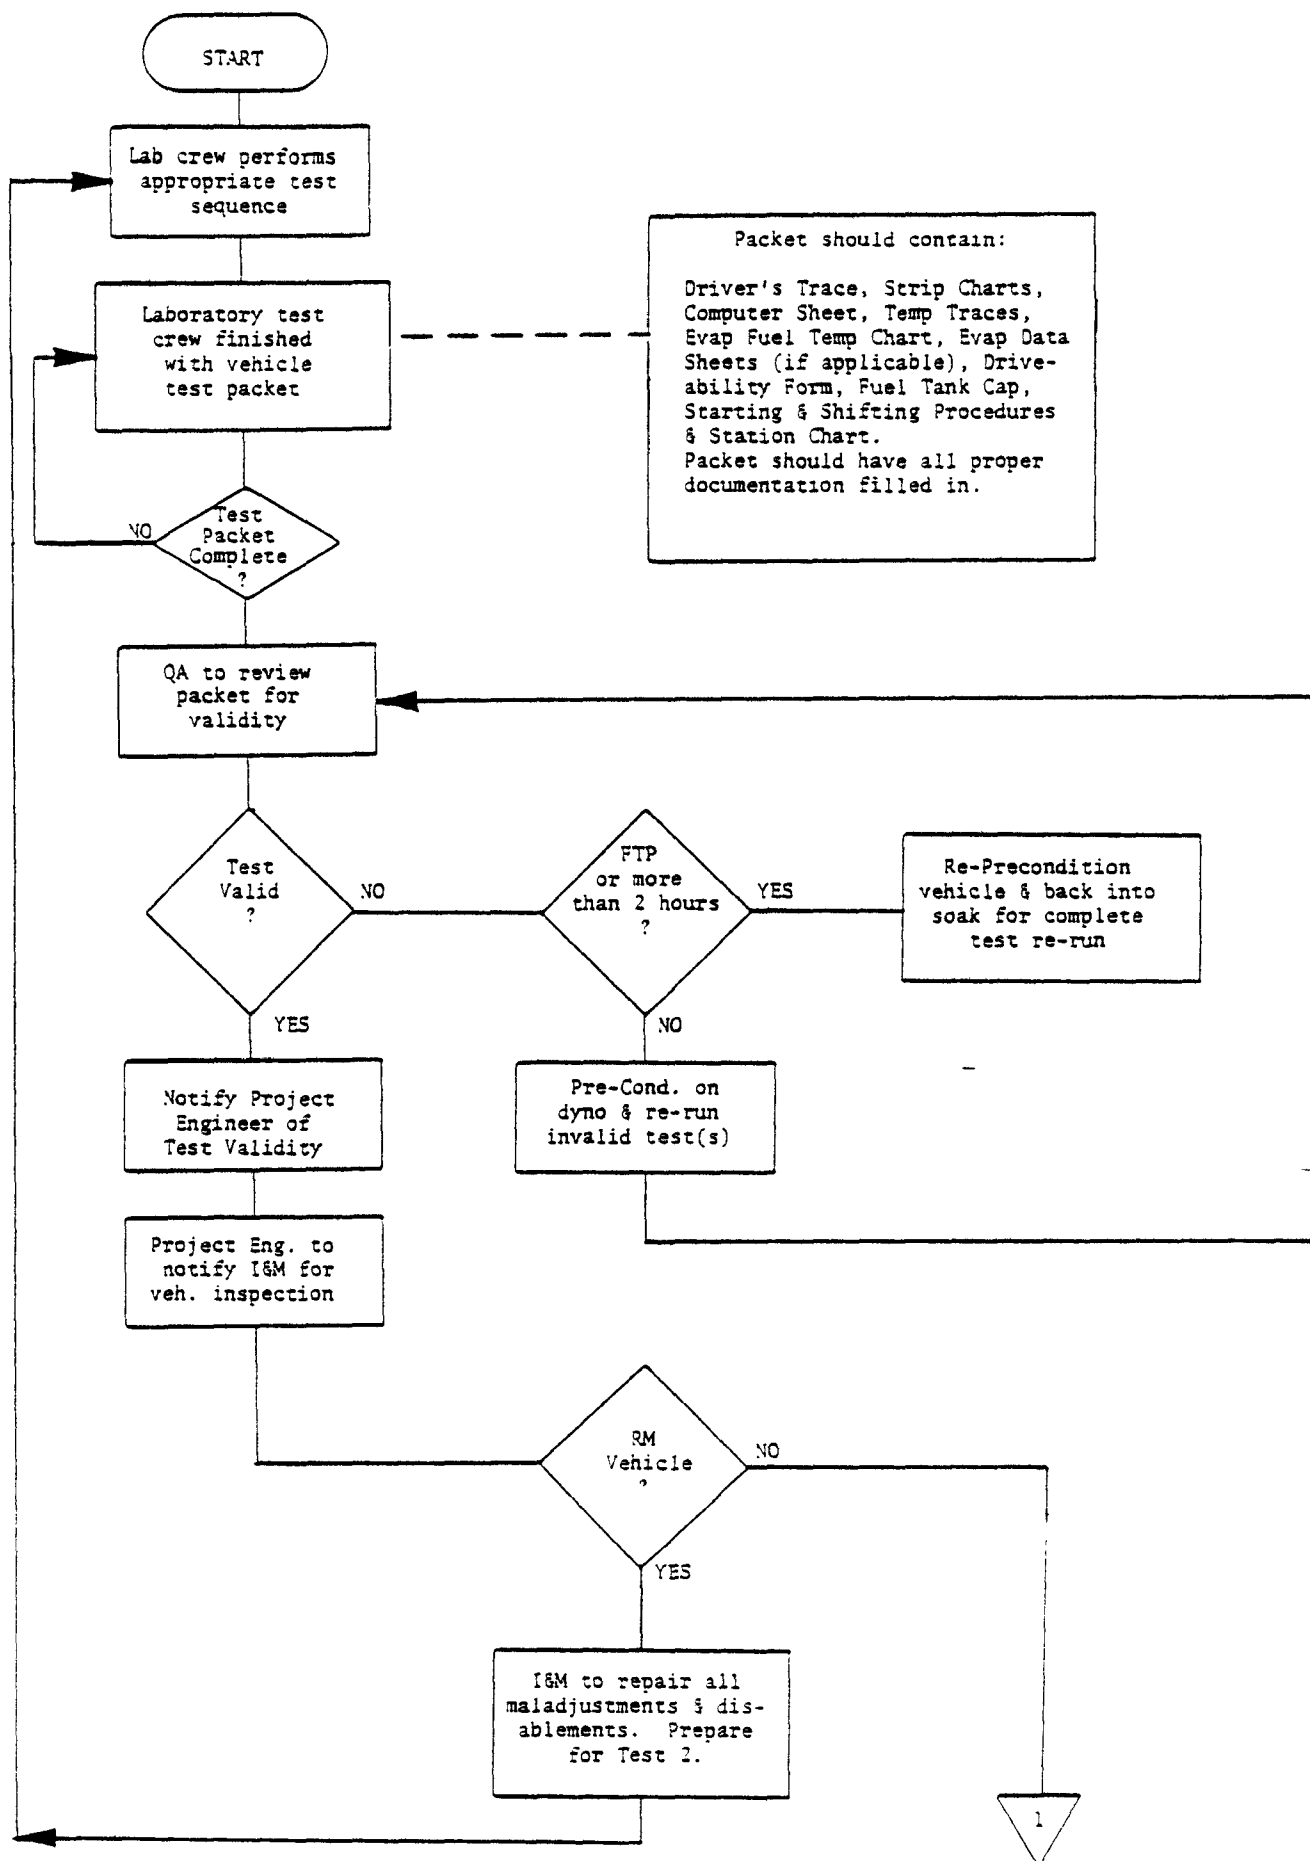 START
Lab crew performs
appropriate test
sequence
Laboratory test
crew finished
with vehicle
test packet
Packet should contain:
Driver's Trace, Strip Charts,
Computer Sheet, Temp Traces,
Evap Fuel Temp Chart, Evap Data
Sheets (if applicable), Drive-
ability Form, Fuel Tank Cap,
Starting & Shifting Procedures
& Station Chart.
Packet should have all proper
documentation filled in.
NO
Test
Packet
Complete
?
QA to review
packet for
validity
Test
Valid
?
NO
FTP
or more
than 2 hours
?
YES
Re-Precondition
vehicle & back into
soak for complete
test re-run
YES
NO
Notify Project
Engineer of
Test Validity
Pre-Cond. on
dyno & re-run
invalid test(s)
Project Eng. to
notify I&M for
veh. inspection
RM
Vehicle
?
NO
YES
I&M to repair all
maladjustments & dis-
ablements. Prepare
for Test 2.
1